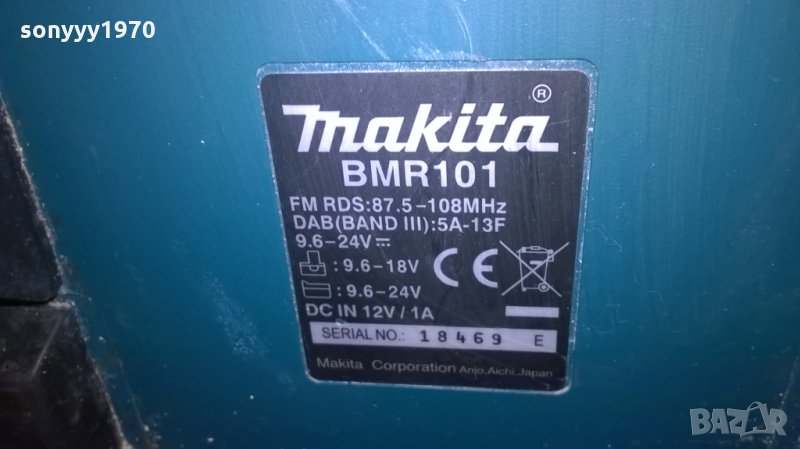 sonyyy1970
makita®
BMR101
FM RDS:87.5-108MHz
DAB(BAND III):5A-13F
9.6-24V⎓
:9.6-18V
:9.6-24V
CE
DC IN 12V/1A
SERIAL NO.: 18469 E
Makita Corporation Anjo,Aichi,Japan
BAZAR